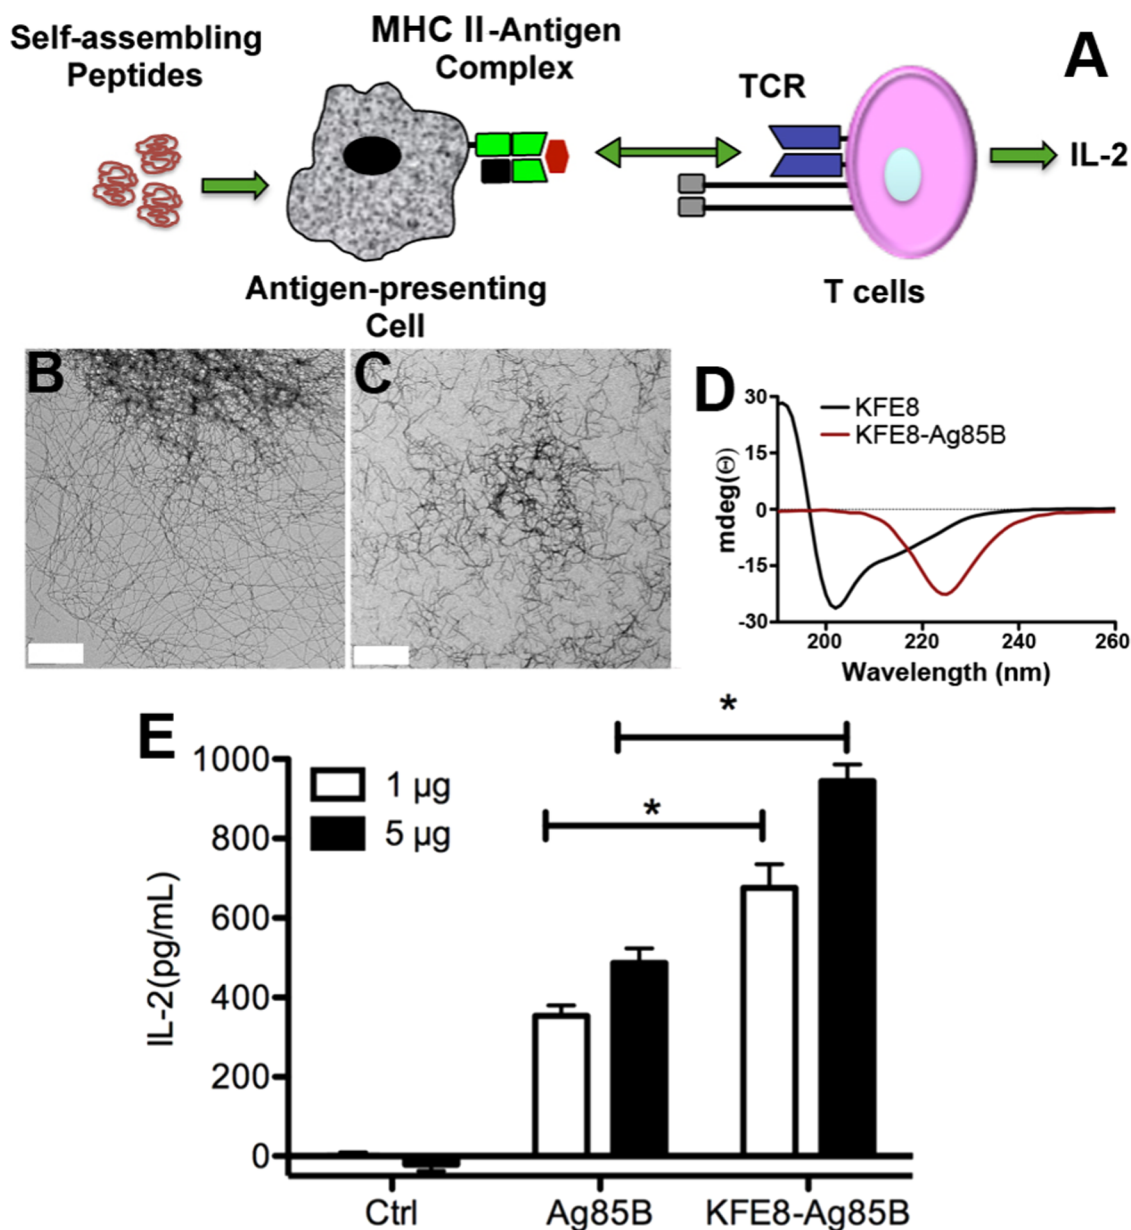 Self-assembling
Peptides
MHC II-Antigen
Complex
TCR
A
IL-2
Antigen-presenting
Cell
T cells
B
C
D
KFE8
KFE8-Ag85B
30
15
0
-15
-30
mdeg(Θ)
200
220
240
260
Wavelength (nm)
E
*
*
1 µg
5 µg
1000
800
600
400
200
0
IL-2(pg/mL)
Ctrl
Ag85B
KFE8-Ag85B